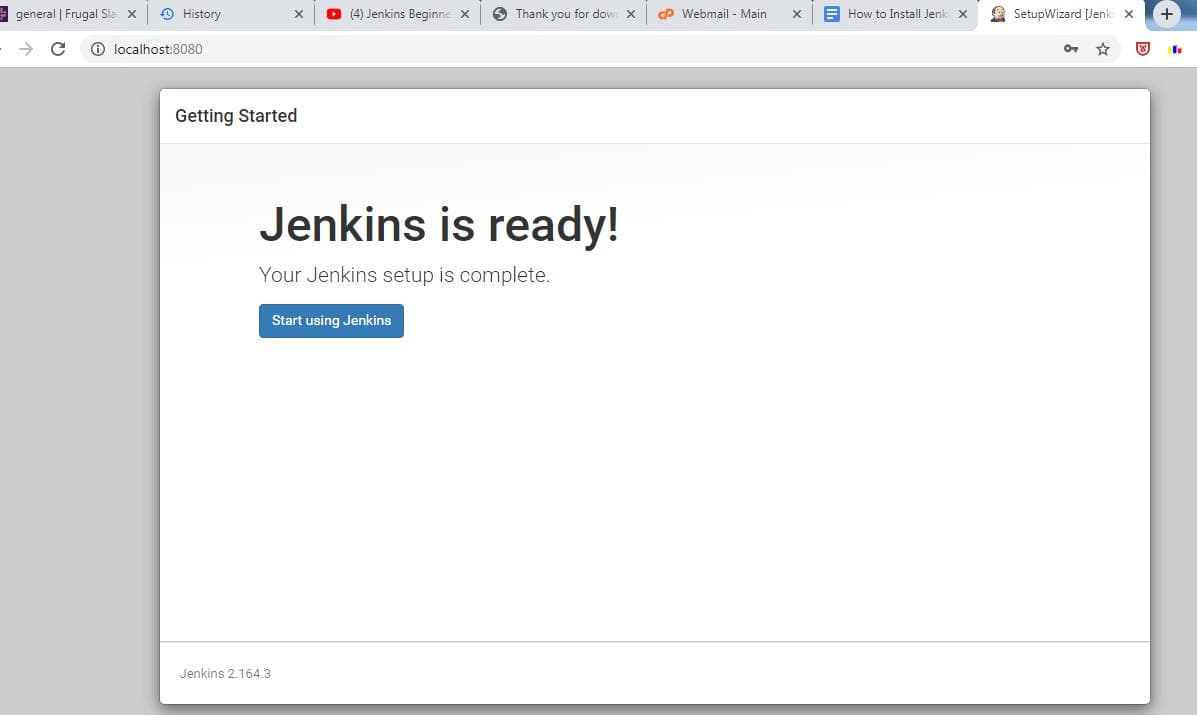 general | Frugal Sla
History
(4) Jenkins Beginne
Thank you for dow
Webmail - Main
How to Install Jenk
SetupWizard [Jenk
localhost:8080
Getting Started
Jenkins is ready!
Your Jenkins setup is complete.
Start using Jenkins
Jenkins 2.164.3